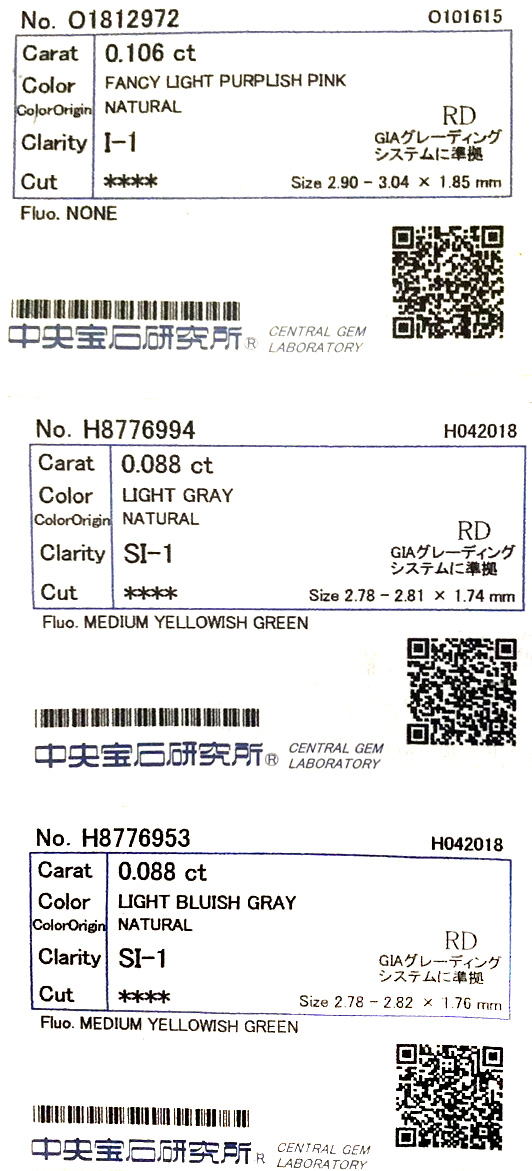 No. O1812972 O101615
Carat 0.106 ct
Color FANCY LIGHT PURPLISH PINK
ColorOrigin NATURAL
RD
Clarity I-1 GIAグレーディング
システムに準拠
Cut **** Size 2.90 - 3.04 × 1.85 mm
Fluo. NONE
中央宝石研究所® CENTRAL GEM
LABORATORY
No. H8776994 H042018
Carat 0.088 ct
Color LIGHT GRAY
ColorOrigin NATURAL
RD
Clarity SI-1 GIAグレーディング
システムに準拠
Cut **** Size 2.78 - 2.81 × 1.74 mm
Fluo. MEDIUM YELLOWISH GREEN
中央宝石研究所® CENTRAL GEM
LABORATORY
No. H8776953 H042018
Carat 0.088 ct
Color LIGHT BLUISH GRAY
ColorOrigin NATURAL
RD
Clarity SI-1 GIAグレーディング
システムに準拠
Cut **** Size 2.78 - 2.82 × 1.76 mm
Fluo. MEDIUM YELLOWISH GREEN
中央宝石研究所® CENTRAL GEM
LABORATORY